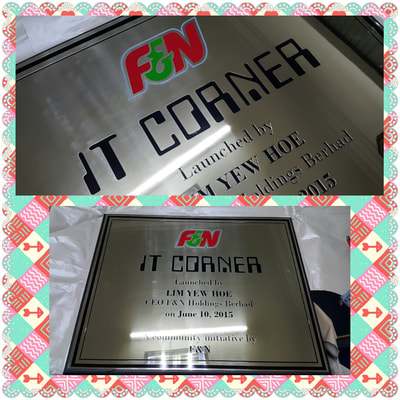 F&N
IT CORNER
Launched by
LIM YEW HOE
Holdings Berhad
2015
F&N
IT CORNER
Launched by
LIM YEW HOE
CEO F&N Holdings Berhad
on June 10, 2015
A community initiative by
F&N